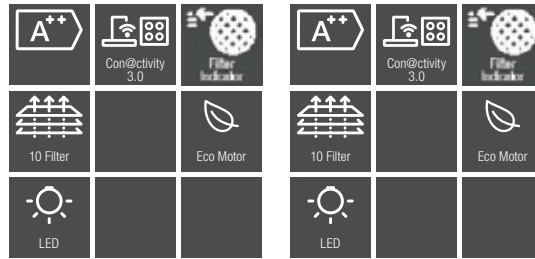 A++
Con@ctivity
3.0
Filter
Indicator
10 Filter
Eco Motor
LED
A++
Con@ctivity
3.0
Filter
Indicator
10 Filter
Eco Motor
LED